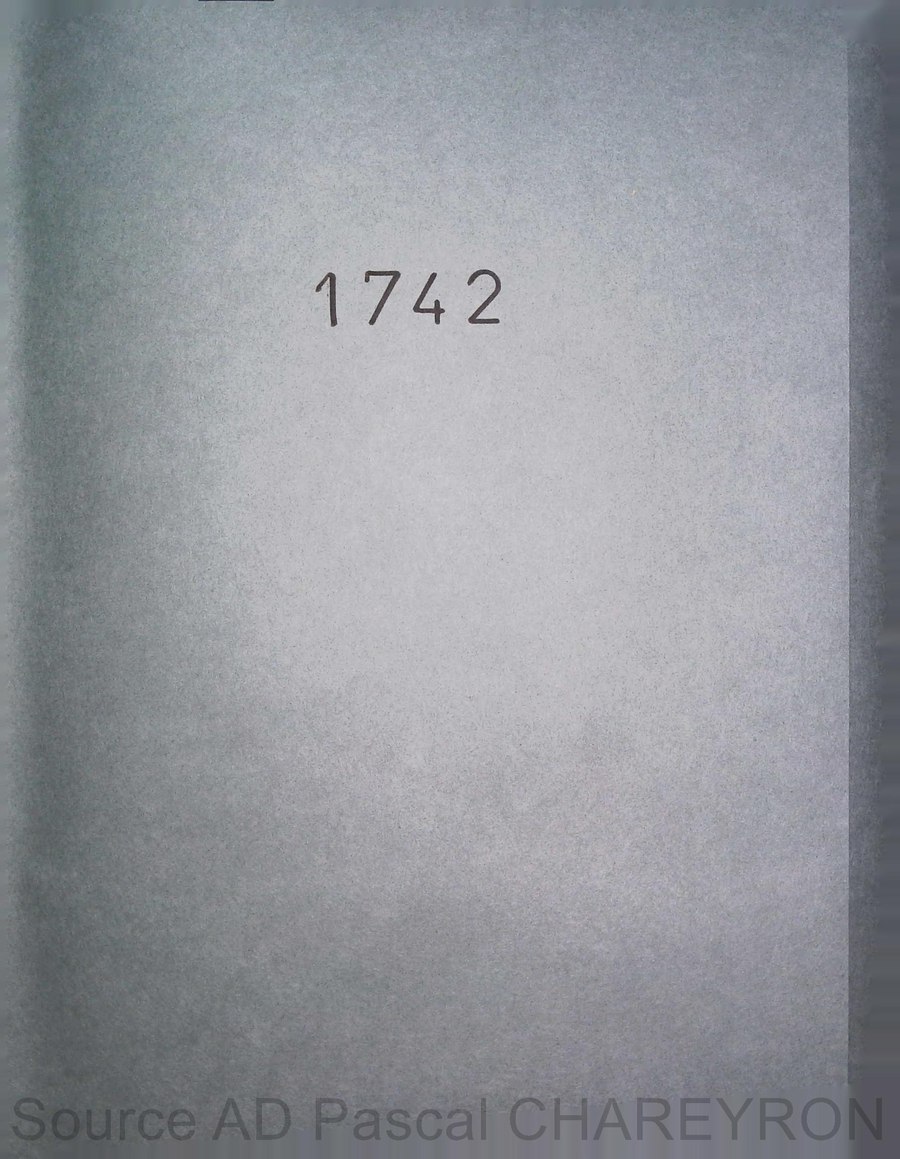 1742
Source AD Pascal CHAREYRON